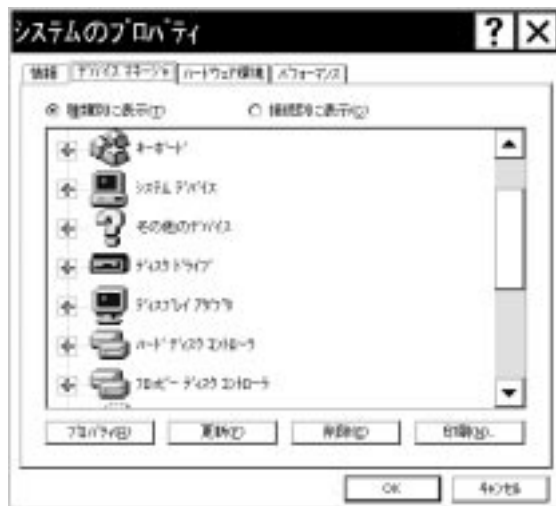 システムのプロパティ
情報 デバイス マネージャ ハードウェア環境 パフォーマンス
種類別に表示(T) 接続別に表示(C)
キーボード
システム デバイス
その他のデバイス
ディスク ドライブ
ディスプレイ アダプタ
ハード ディスク コントローラ
フロッピー ディスク コントローラ
プロパティ(R) 更新(F) 削除(E) 印刷(N)...
OK キャンセル